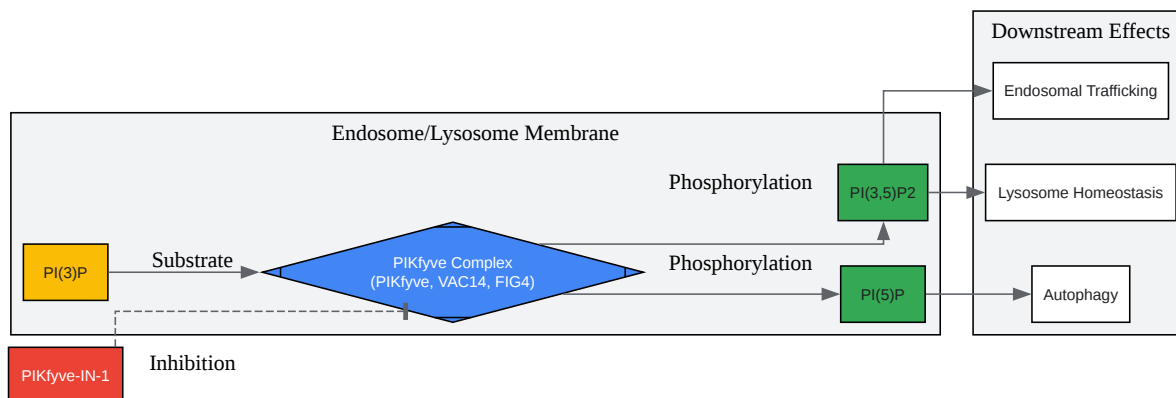 Downstream Effects
Endosomal Trafficking
Endosome/Lysosome Membrane
Phosphorylation
PI(3,5)P2
Lysosome Homeostasis
PI(3)P
Substrate
PIKfyve Complex
(PIKfyve, VAC14, FIG4)
Phosphorylation
PI(5)P
Autophagy
PIKfyve-IN-1
Inhibition